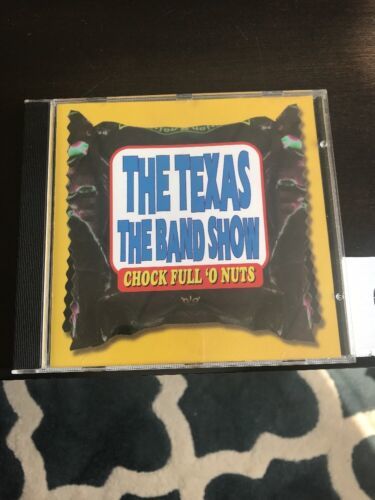 THE TEXAS
THE BAND SHOW
CHOCK FULL 'O NUTS